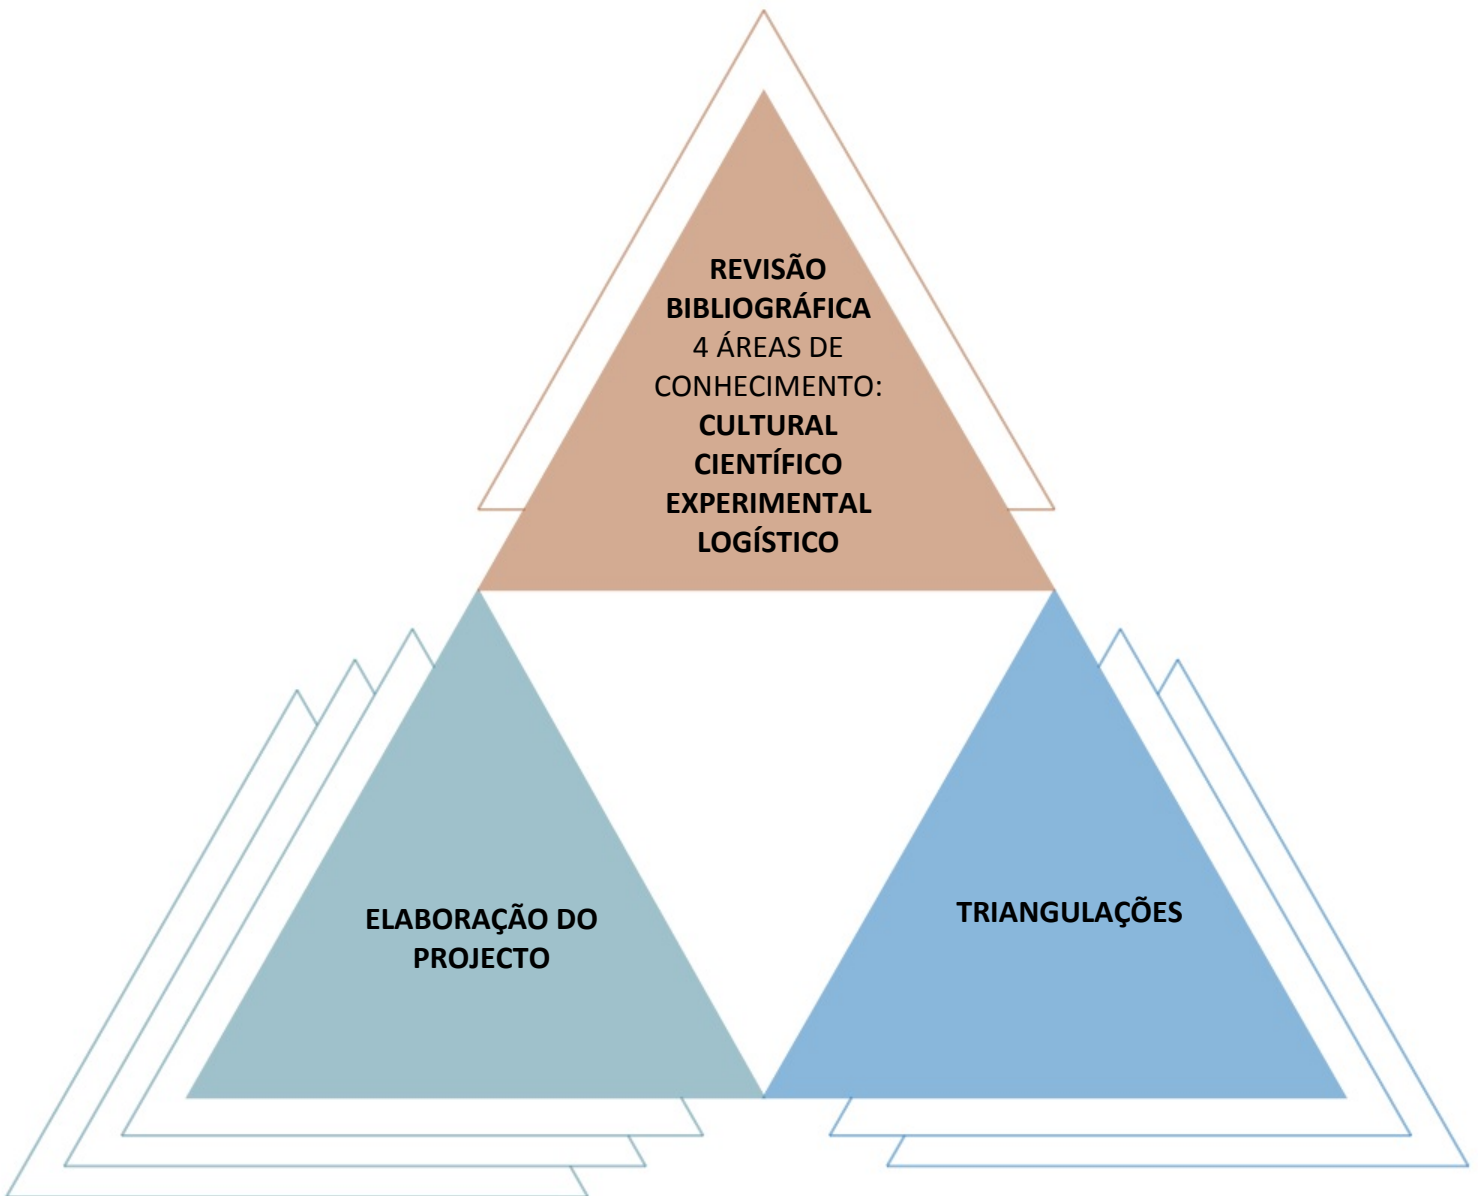 REVISÃO
BIBLIOGRÁFICA
4 ÁREAS DE
CONHECIMENTO:
CULTURAL
CIENTÍFICO
EXPERIMENTAL
LOGÍSTICO
ELABORAÇÃO DO
PROJECTO
TRIANGULAÇÕES